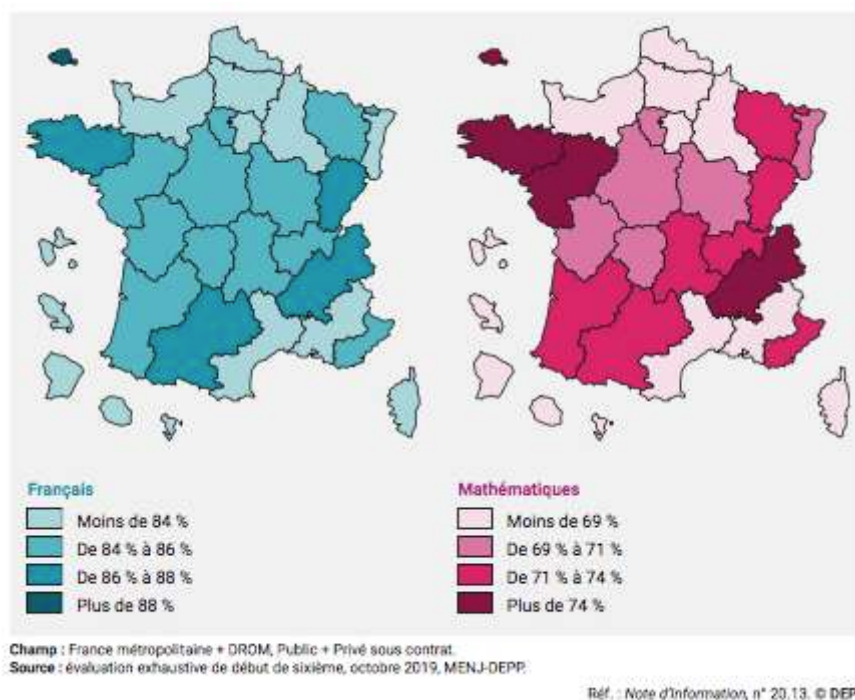 Français
Moins de 84 %
De 84 % à 86 %
De 86 % à 88 %
Plus de 88 %
Mathématiques
Moins de 69 %
De 69 % à 71 %
De 71 % à 74 %
Plus de 74 %
Champ : France métropolitaine + DROM, Public + Privé sous contrat.
Source : évaluation exhaustive de début de sixième, octobre 2019, MENJ-DEPP.
Réf. : Note d'Information, n° 20.13. © DEP